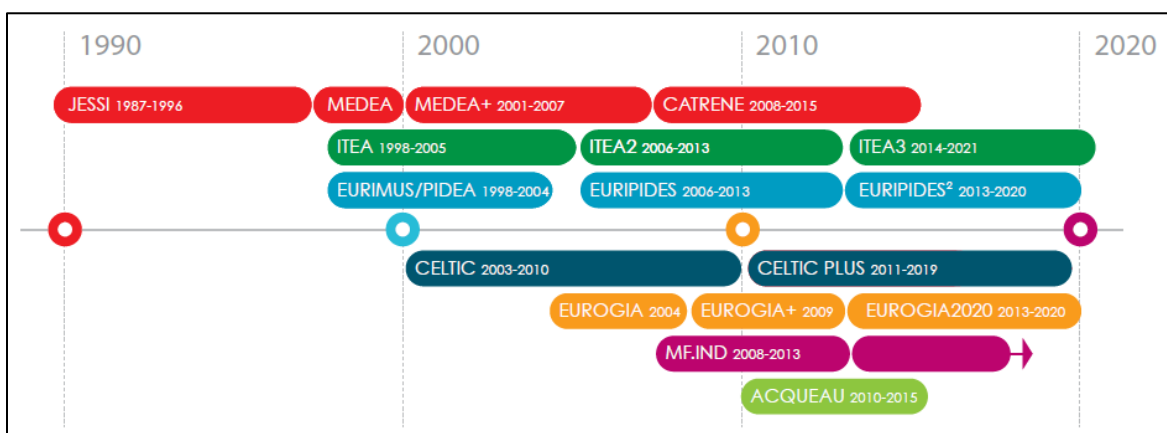 1990 2000 2010 2020
JESSI 1987-1996 MEDEA MEDEA+ 2001-2007 CATRENE 2008-2015
ITEA 1998-2005 ITEA2 2006-2013 ITEA3 2014-2021
EURIMUS/PIDEA 1998-2004 EURIPIDES 2006-2013 EURIPIDES² 2013-2020
CELTIC 2003-2010 CELTIC PLUS 2011-2019
EUROGIA 2004 EUROGIA+ 2009 EUROGIA2020 2013-2020
MF.IND 2008-2013
ACQUEAU 2010-2015